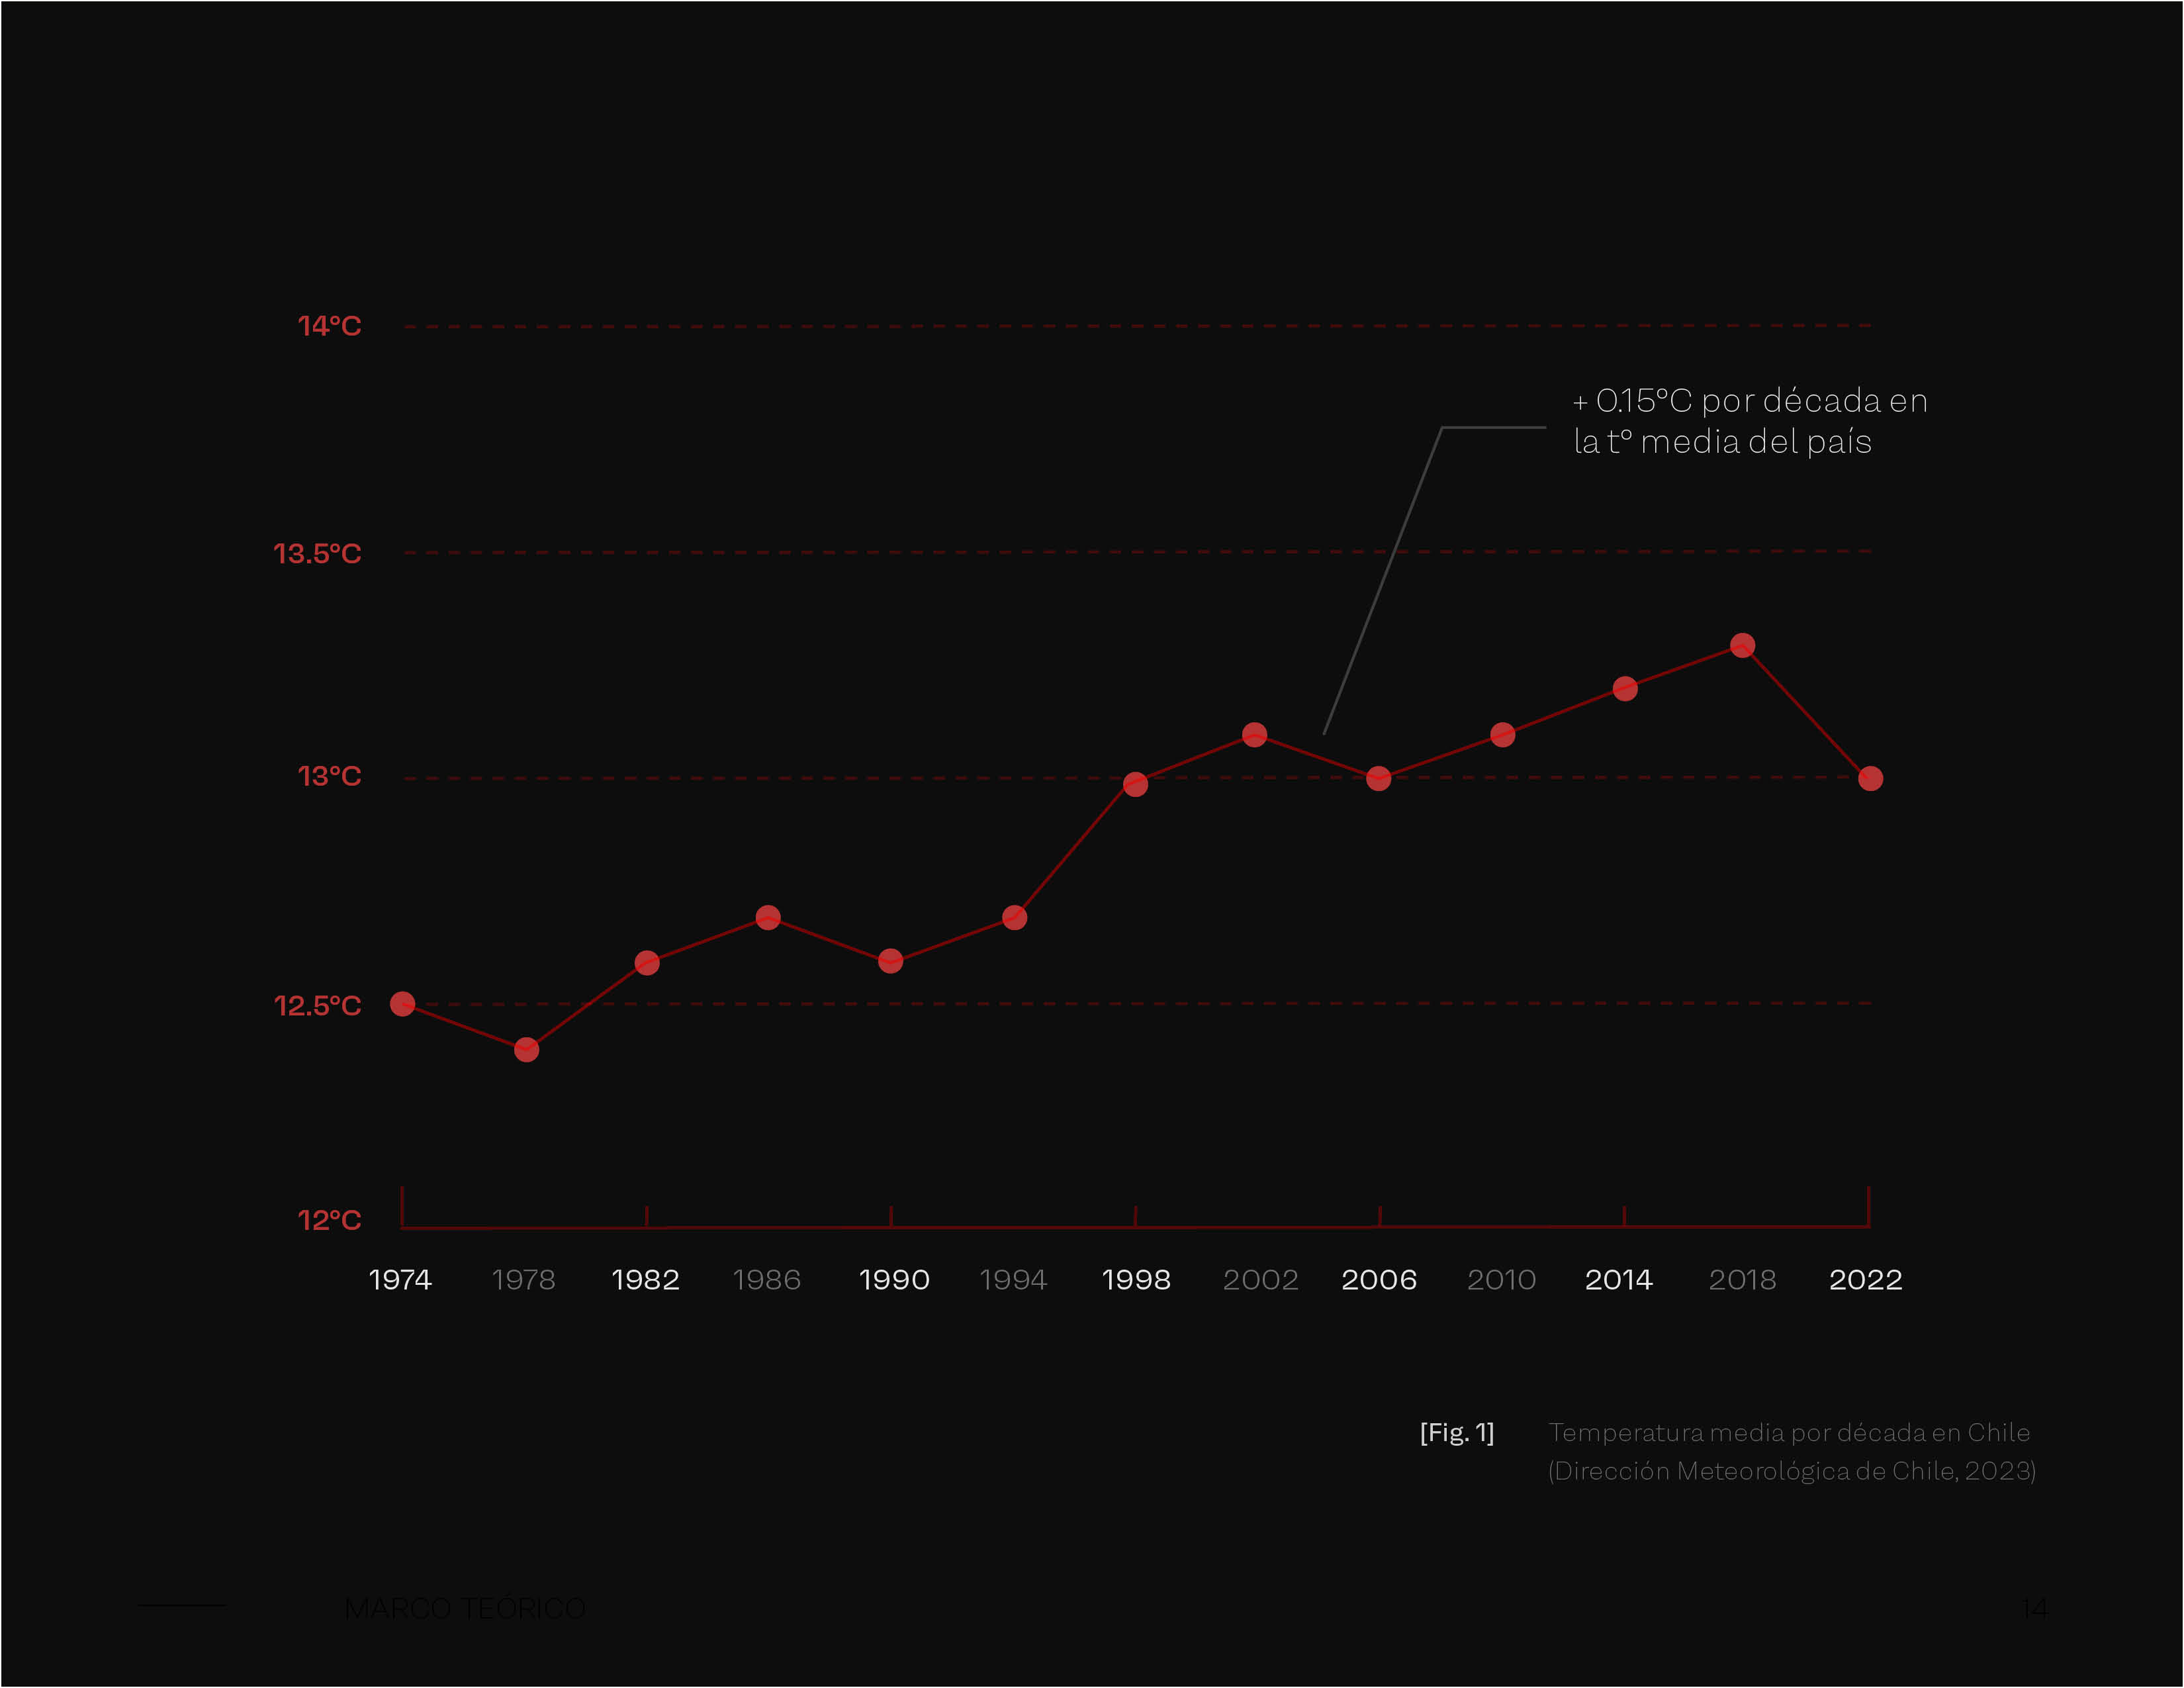 14°C
+ 0.15°C por década en
la t° media del país
13.5°C
13°C
12.5°C
12°C
1974 1978 1982 1986 1990 1994 1998 2002 2006 2010 2014 2018 2022
[Fig. 1] Temperatura media por década en Chile
(Dirección Meteorológica de Chile, 2023)
MARCO TEÓRICO 14